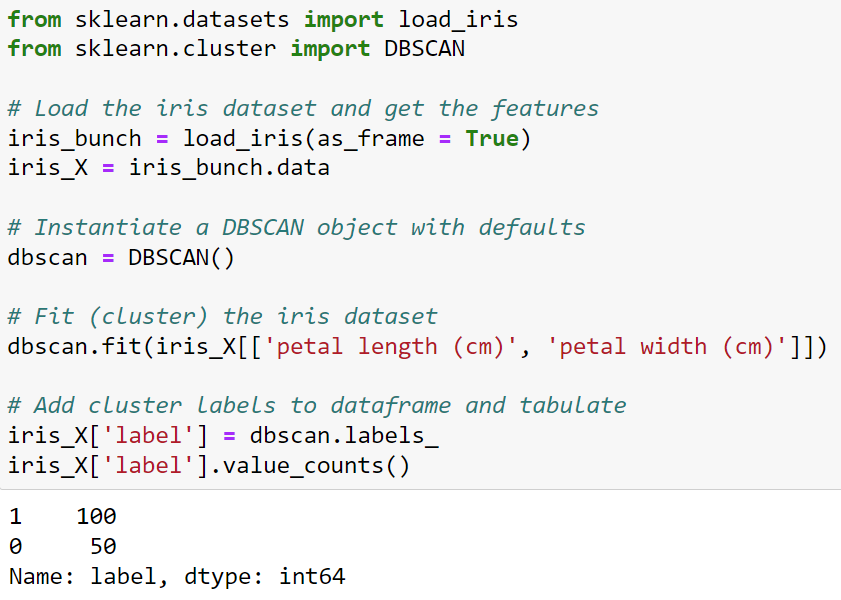 from sklearn.datasets import load_iris
from sklearn.cluster import DBSCAN
# Load the iris dataset and get the features
iris_bunch = load_iris(as_frame = True)
iris_X = iris_bunch.data
# Instantiate a DBSCAN object with defaults
dbscan = DBSCAN()
# Fit (cluster) the iris dataset
dbscan.fit(iris_X[['petal length (cm)', 'petal width (cm)']])
# Add cluster labels to dataframe and tabulate
iris_X['label'] = dbscan.labels_
iris_X['label'].value_counts()
1    100
0     50
Name: label, dtype: int64